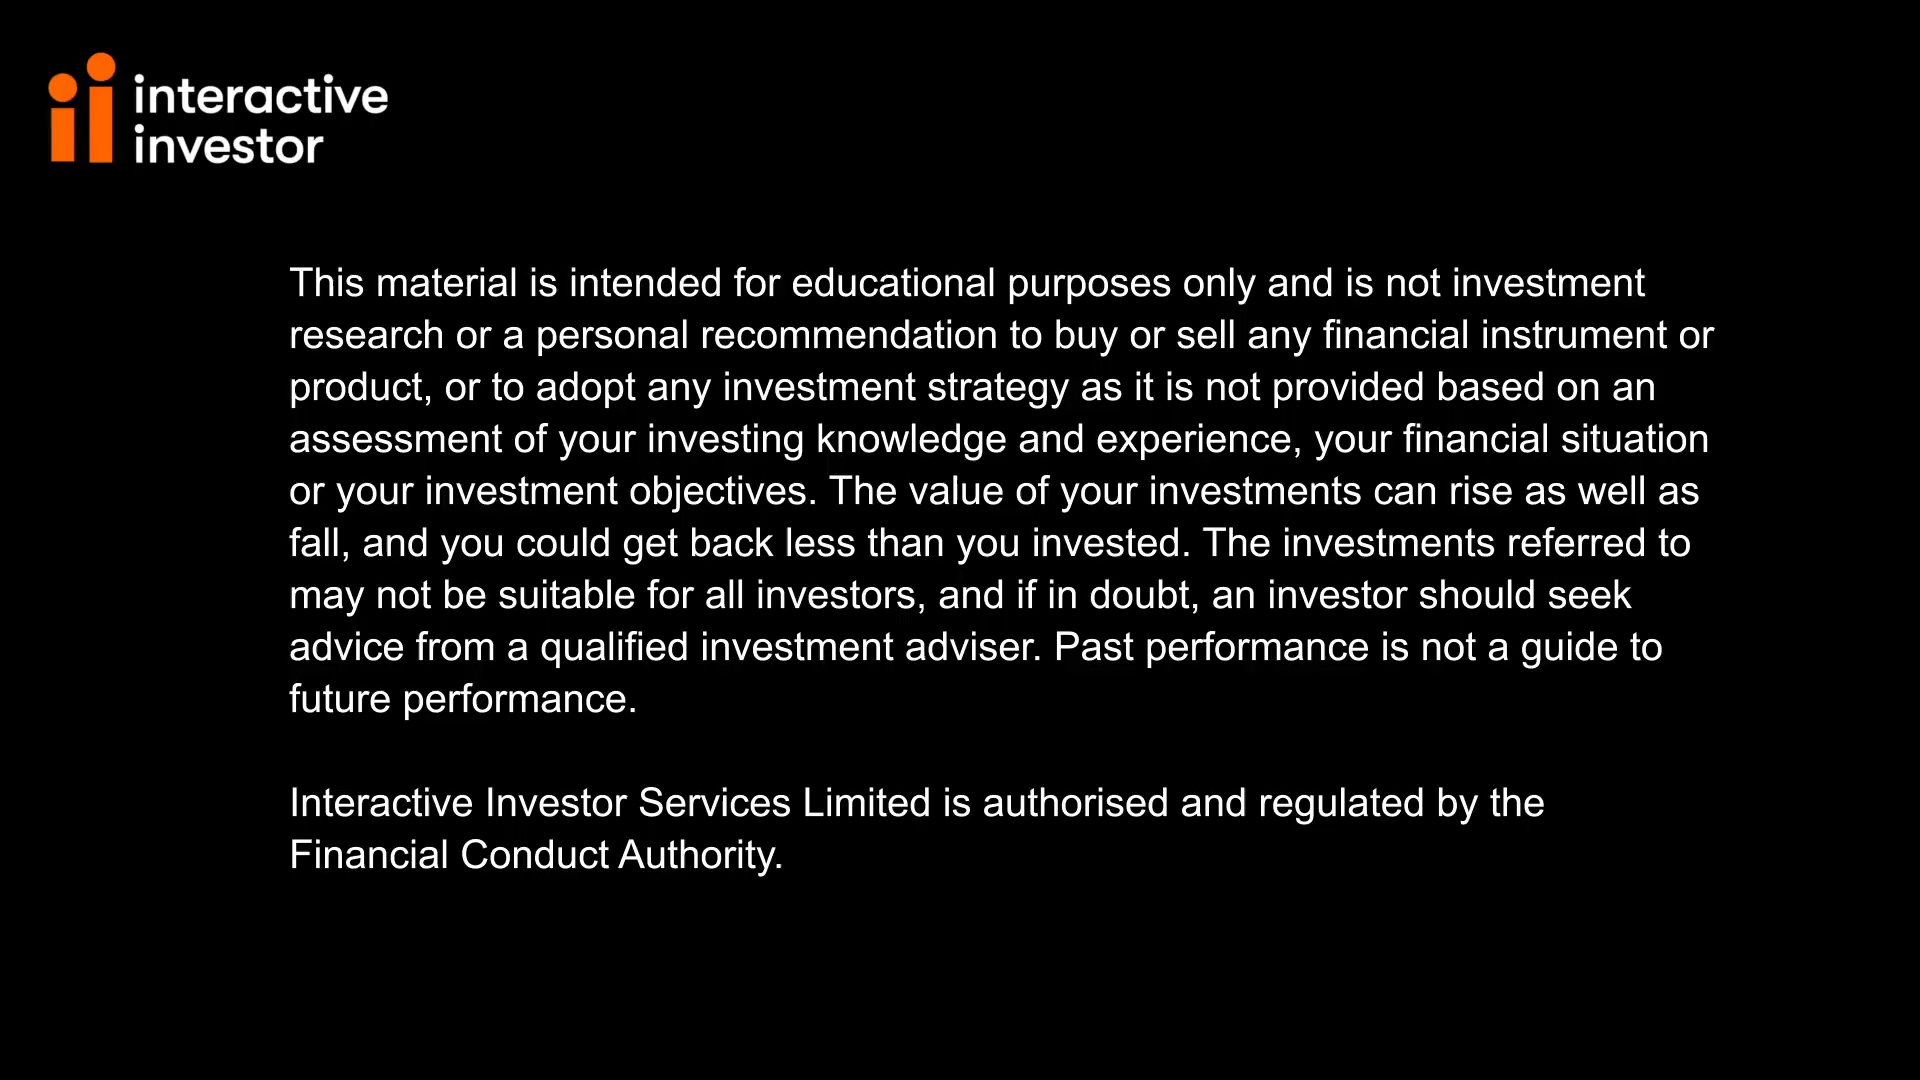 interactive
investor
This material is intended for educational purposes only and is not investment
research or a personal recommendation to buy or sell any financial instrument or
product, or to adopt any investment strategy as it is not provided based on an
assessment of your investing knowledge and experience, your financial situation
or your investment objectives. The value of your investments can rise as well as
fall, and you could get back less than you invested. The investments referred to
may not be suitable for all investors, and if in doubt, an investor should seek
advice from a qualified investment adviser. Past performance is not a guide to
future performance.
Interactive Investor Services Limited is authorised and regulated by the
Financial Conduct Authority.